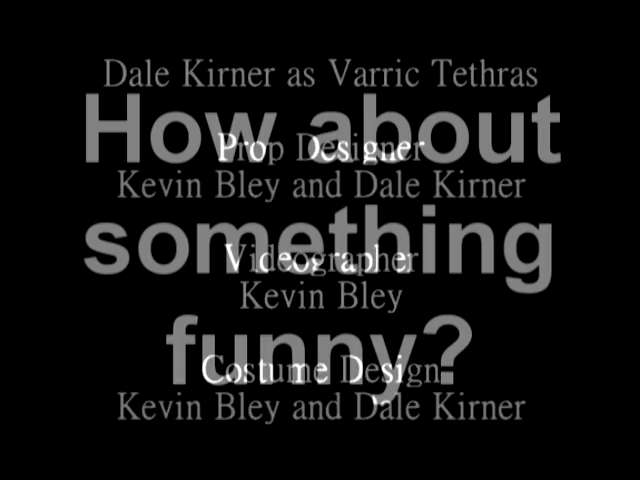 Dale Kirner as Varric Tethras
How about
Prop Designer
Kevin Bley and Dale Kirner
something
Videographer
Kevin Bley
funny?
Costume Design
Kevin Bley and Dale Kirner